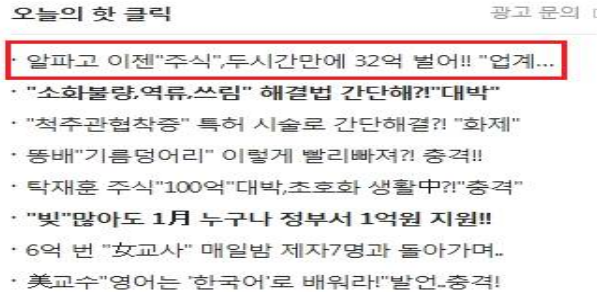 오늘의 핫 클릭
광고 문의
· 알파고 이젠"주식",두시간만에 32억 벌어!! "업계...
· "소화불량,역류,쓰림" 해결법 간단해?!"대박"
· "척추관협착증" 특허 시술로 간단해결?! "화제"
· 똥배"기름덩어리" 이렇게 빨리빠져?! 충격!!
· 탁재훈 주식"100억"대박,초호화 생활中?!"충격"
· "빚"많아도 1月 누구나 정부서 1억원 지원!!
· 6억 번 "女교사" 매일밤 제자7명과 돌아가며..
· 美교수"영어는 '한국어'로 배워라!"발언..충격!